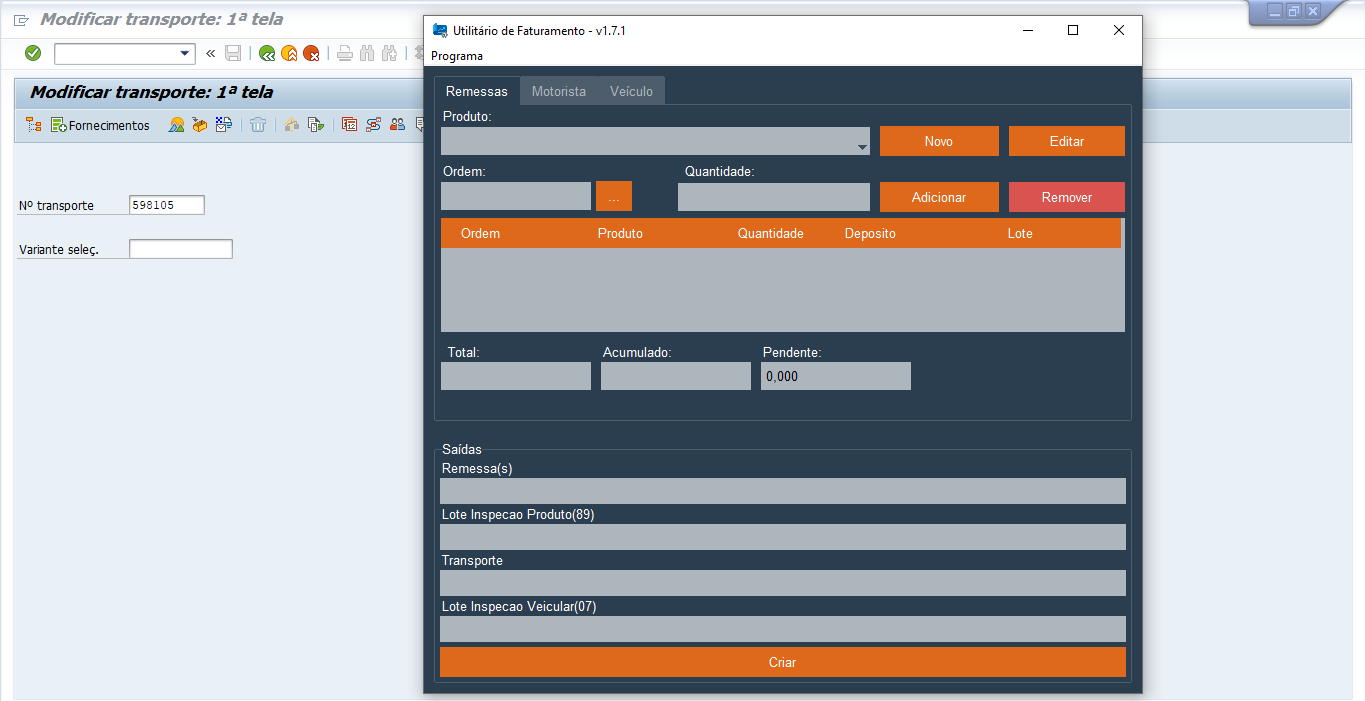 Modificar transporte: 1ª tela
Modificar transporte: 1ª tela
Fornecimentos
Nº transporte 598105
Variante seleç.
Utilitário de Faturamento - v1.7.1
Programa
Remessas Motorista Veículo
Produto:
Novo Editar
Ordem: Quantidade:
... Adicionar Remover
Ordem Produto Quantidade Deposito Lote
Total: Acumulado: Pendente:
0,000
Saídas
Remessa(s)
Lote Inspecao Produto(89)
Transporte
Lote Inspecao Veicular(07)
Criar